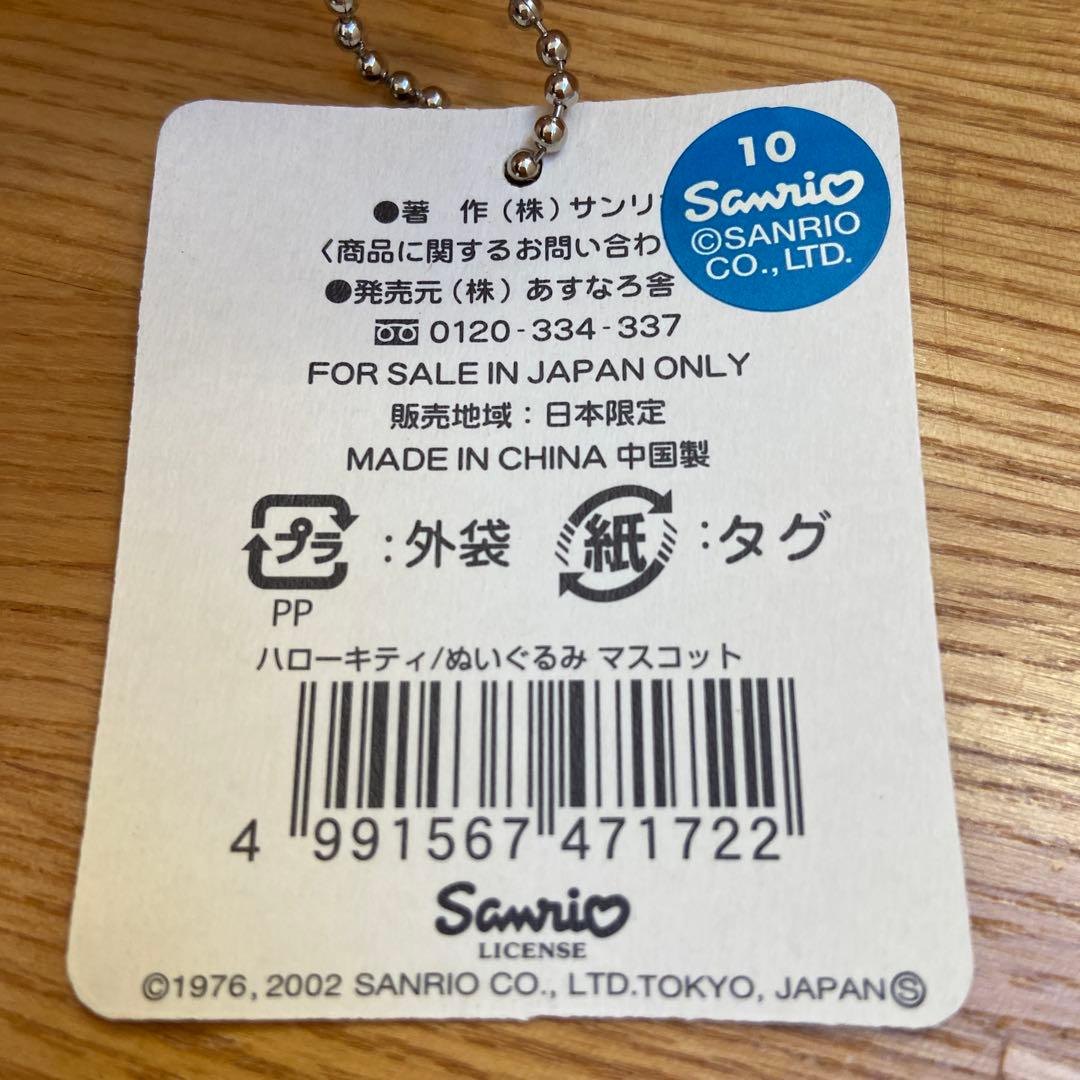 ●著 作(株)サンリ
〈商品に関するお問い合わ
●発売元(株)あすなろ舎
0120-334-337
FOR SALE IN JAPAN ONLY
販売地域:日本限定
MADE IN CHINA 中国製
プラ :外袋 紙 :タグ
PP
ハローキティ/ぬいぐるみ マスコット
4 991567 471722
Sanrio
LICENSE
©1976, 2002 SANRIO CO., LTD.TOKYO, JAPANⓈ
10
Sanrio
©SANRIO
CO., LTD.